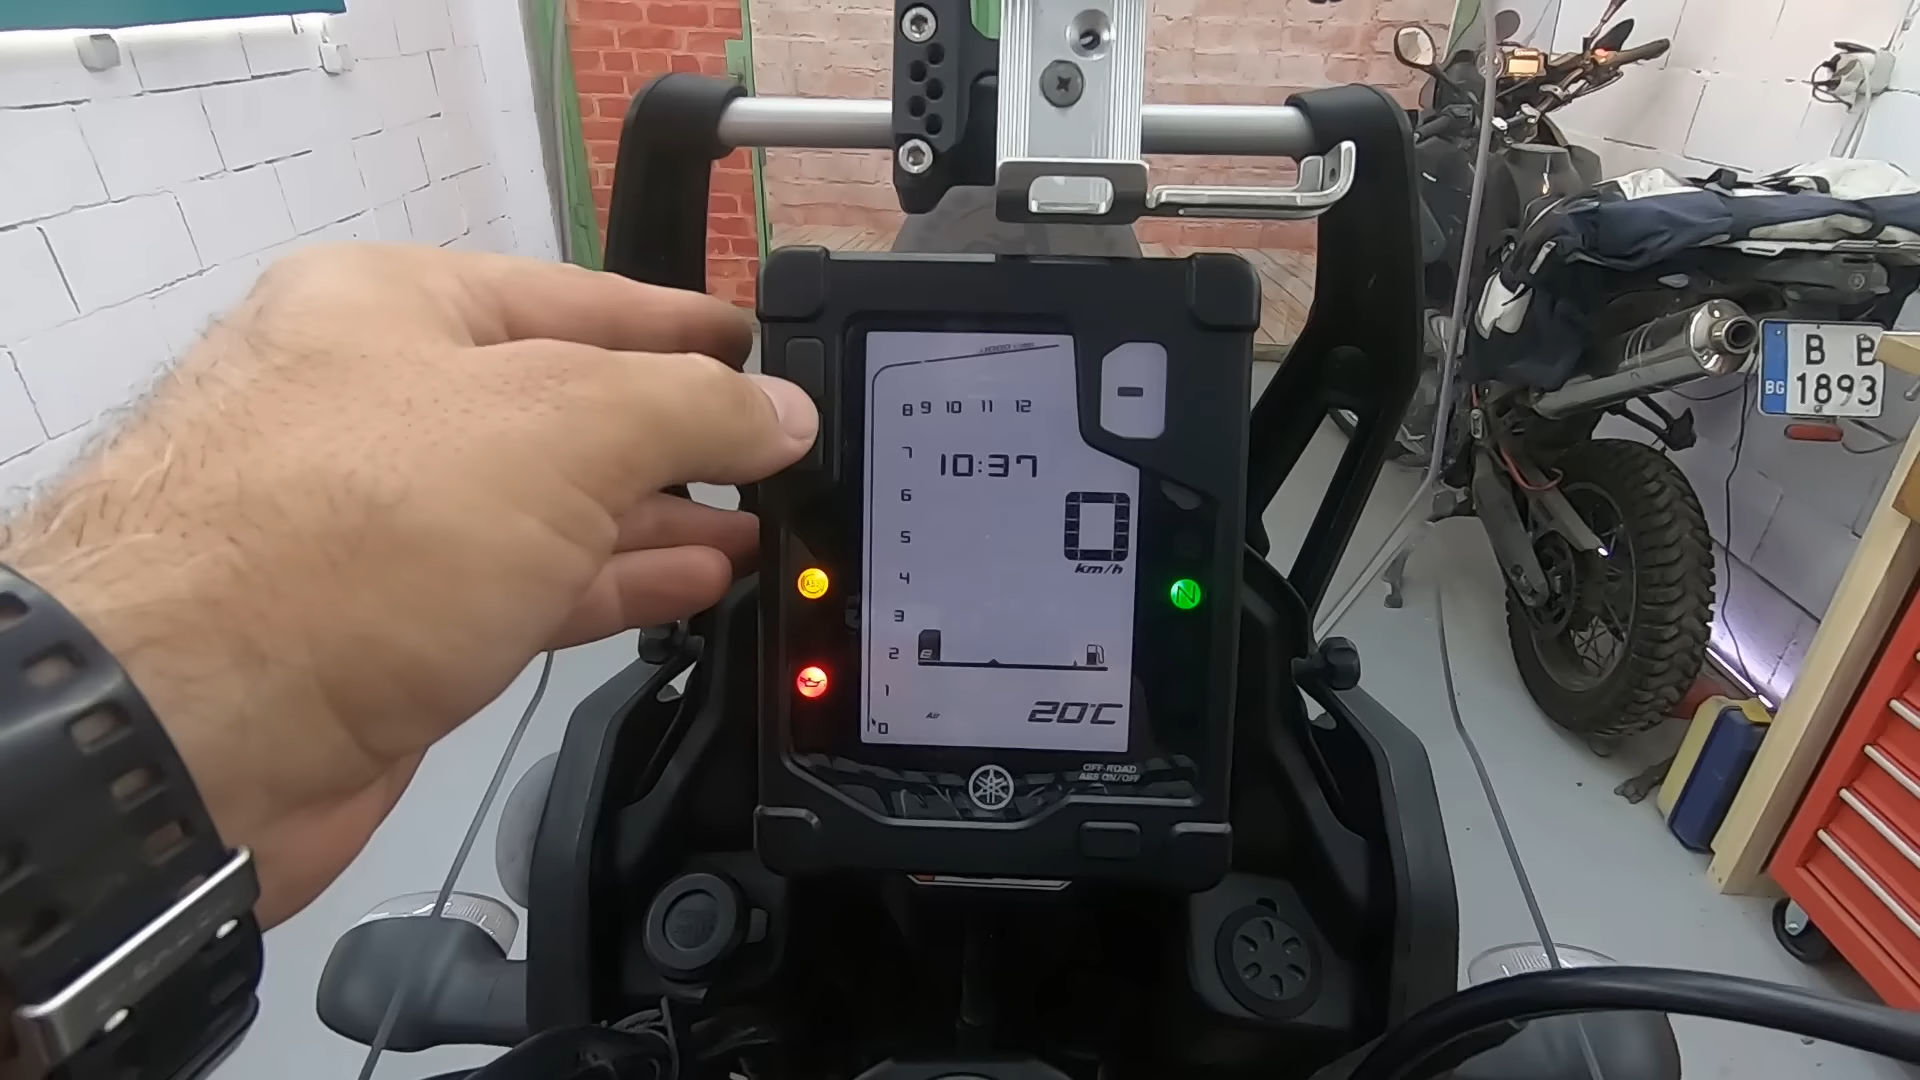 8 9 10 11 12
7
10:37
6
5
km/h
ABS
4
N
3
E
2
1
Air
20°C
0
OFF-ROAD
ABS ON/OFF
B B
BG 1893